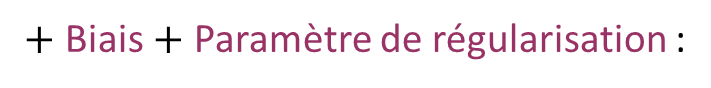 + Biais + Paramètre de régularisation :